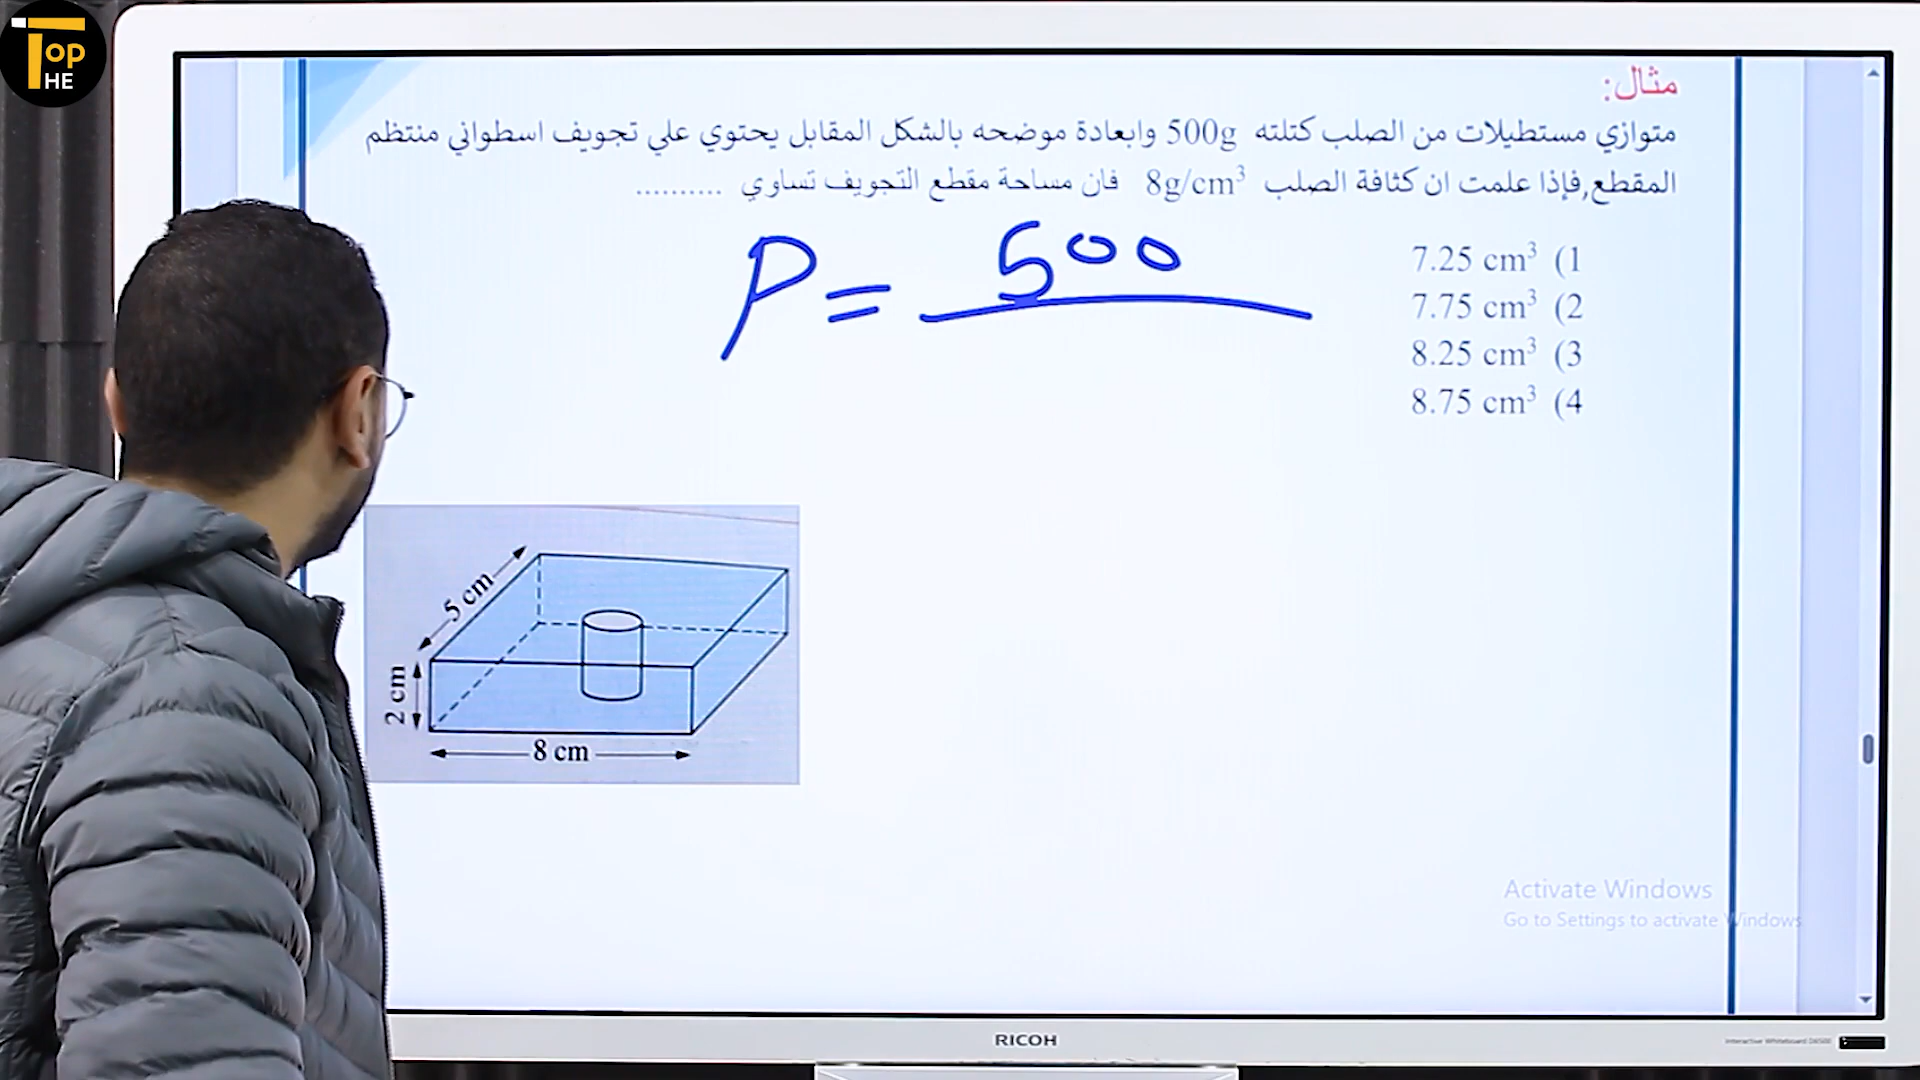 Top
THE
مثال:
متوازي مستطيلات من الصلب كتلته 500g وابعادة موضحه بالشكل المقابل يحتوي علي تجويف اسطواني منتظم
المقطع,فإذا علمت ان كثافة الصلب 8g/cm³ فان مساحة مقطع التجويف تساوي ..........
7.25 cm³ (1
7.75 cm³ (2
8.25 cm³ (3
8.75 cm³ (4
ρ = 500
5 cm
2 cm
8 cm
Activate Windows
Go to Settings to activate Windows
RICOH